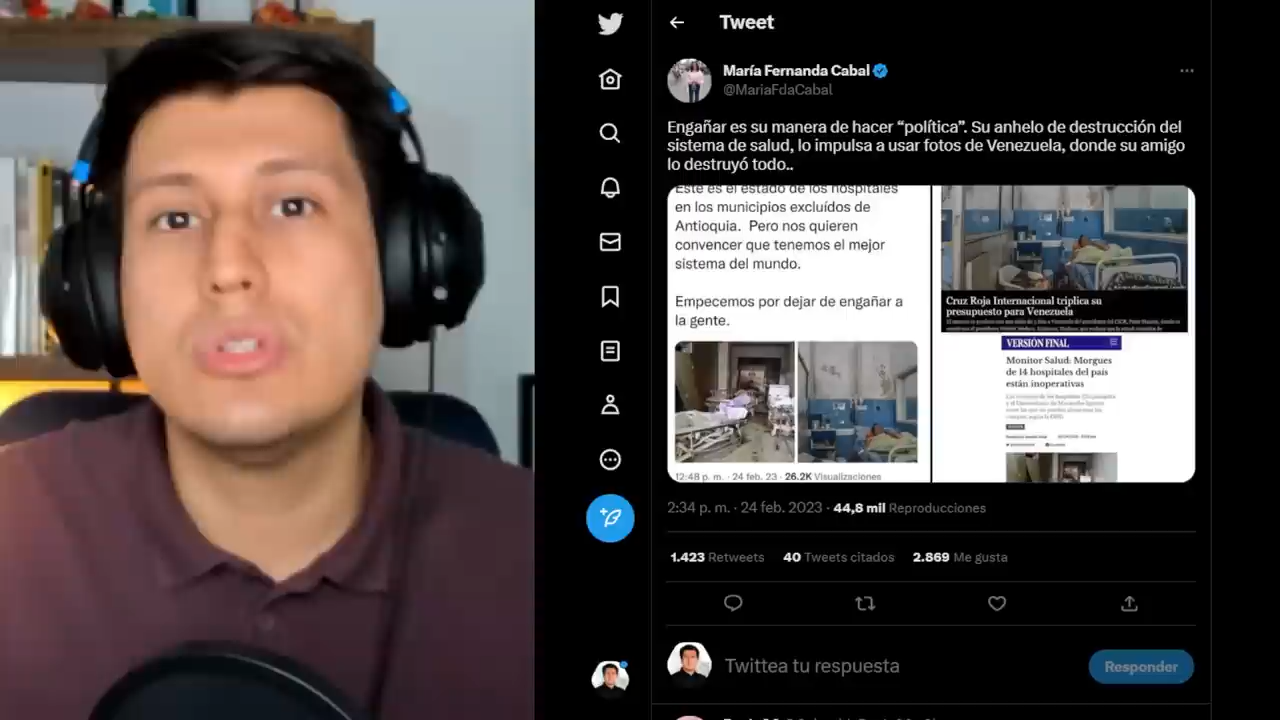 Tweet
María Fernanda Cabal
@MariaFdaCabal
Engañar es su manera de hacer “política”. Su anhelo de destrucción del
sistema de salud, lo impulsa a usar fotos de Venezuela, donde su amigo
lo destruyó todo..
Este es el estado de los hospitales
en los municipios excluídos de
Antioquia. Pero nos quieren
convencer que tenemos el mejor
sistema del mundo.
Empecemos por dejar de engañar a
la gente.
12:48 p. m. · 24 feb. 23 · 26.2K Visualizaciones
Cruz Roja Internacional triplica su
presupuesto para Venezuela
VERSIÓN FINAL
Monitor Salud: Morgues
de 14 hospitales del país
están inoperativas
2:34 p. m. · 24 feb. 2023 · 44,8 mil Reproducciones
1.423 Retweets 40 Tweets citados 2.869 Me gusta
Twittea tu respuesta
Responder